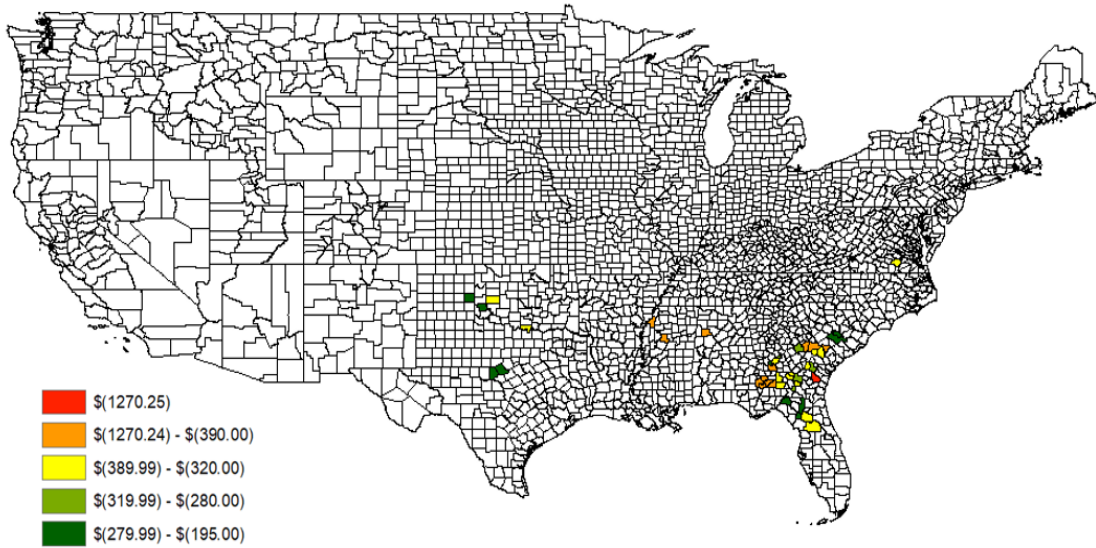 $(1270.25)
$(1270.24) - $(390.00)
$(389.99) - $(320.00)
$(319.99) - $(280.00)
$(279.99) - $(195.00)